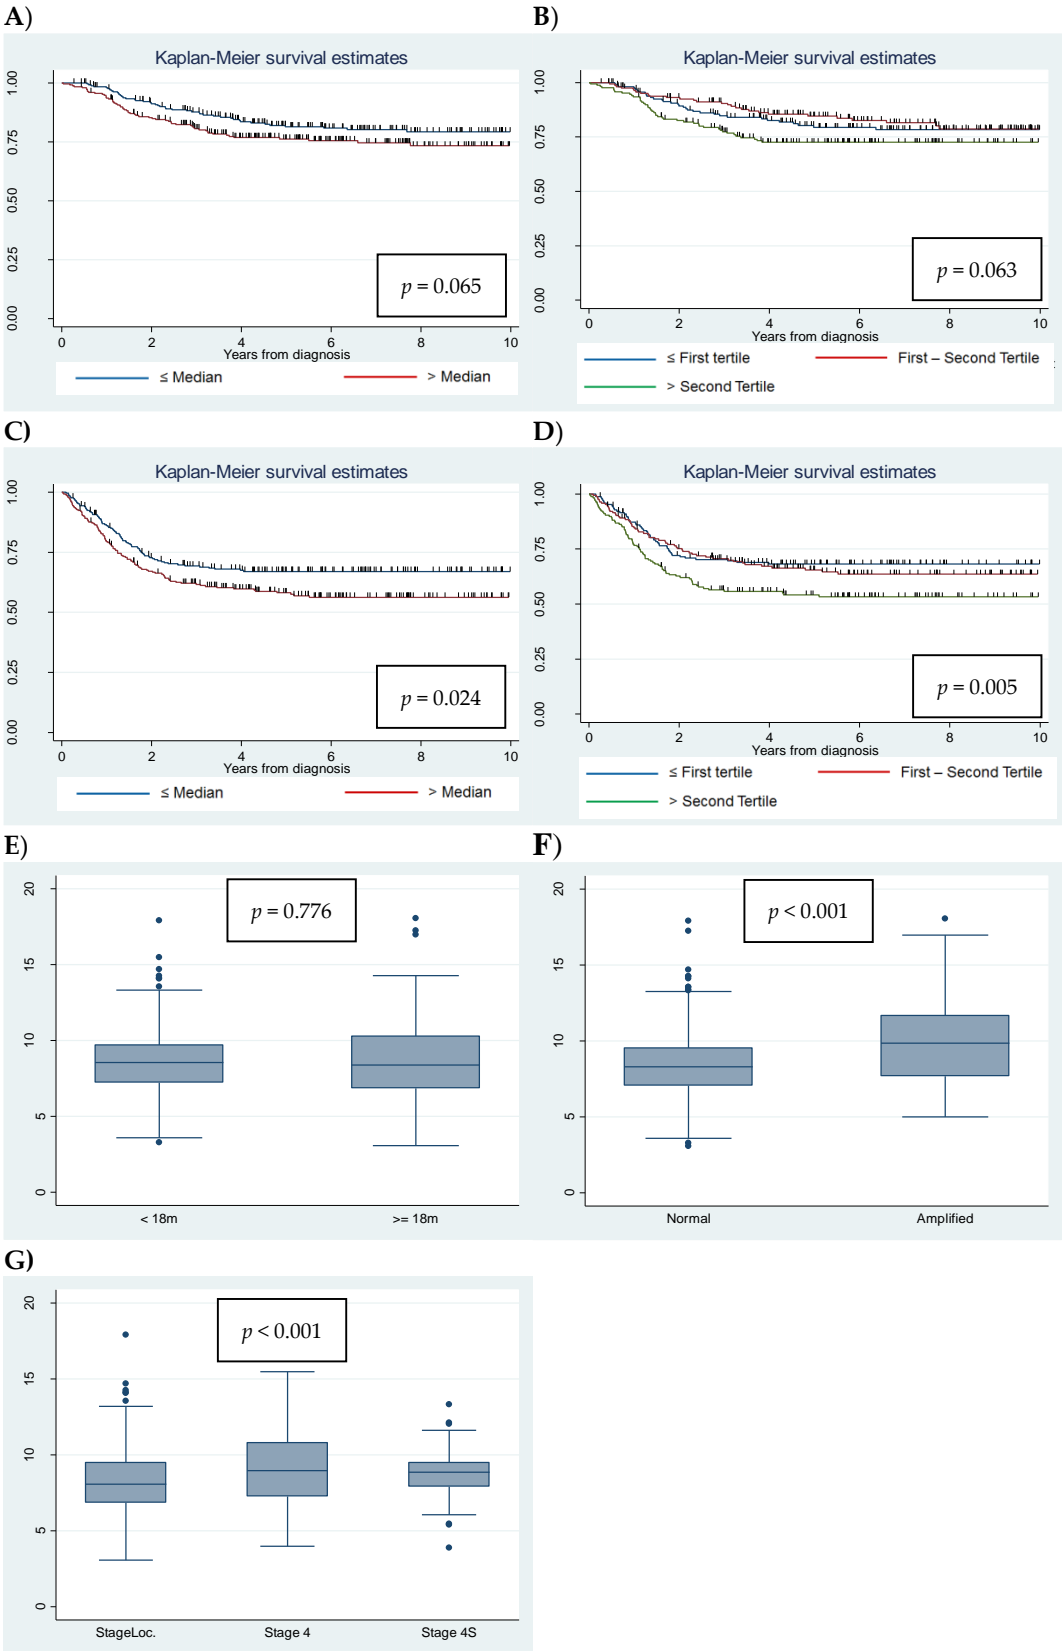 A)
Kaplan-Meier survival estimates
1.00
0.75
0.50
0.25
0.00
p = 0.065
0 2 4 6 8 10
Years from diagnosis
≤ Median > Median
B)
Kaplan-Meier survival estimates
1.00
0.75
0.50
0.25
0.00
p = 0.063
0 2 4 6 8 10
Years from diagnosis
≤ First tertile First – Second Tertile
> Second Tertile
C)
Kaplan-Meier survival estimates
1.00
0.75
0.50
0.25
0.00
p = 0.024
0 2 4 6 8 10
Years from diagnosis
≤ Median > Median
D)
Kaplan-Meier survival estimates
1.00
0.75
0.50
0.25
0.00
p = 0.005
0 2 4 6 8 10
Years from diagnosis
≤ First tertile First – Second Tertile
> Second Tertile
E)
p = 0.776
20
15
10
5
0
< 18m >= 18m
F)
p < 0.001
20
15
10
5
0
Normal Amplified
G)
p < 0.001
20
15
10
5
0
StageLoc. Stage 4 Stage 4S